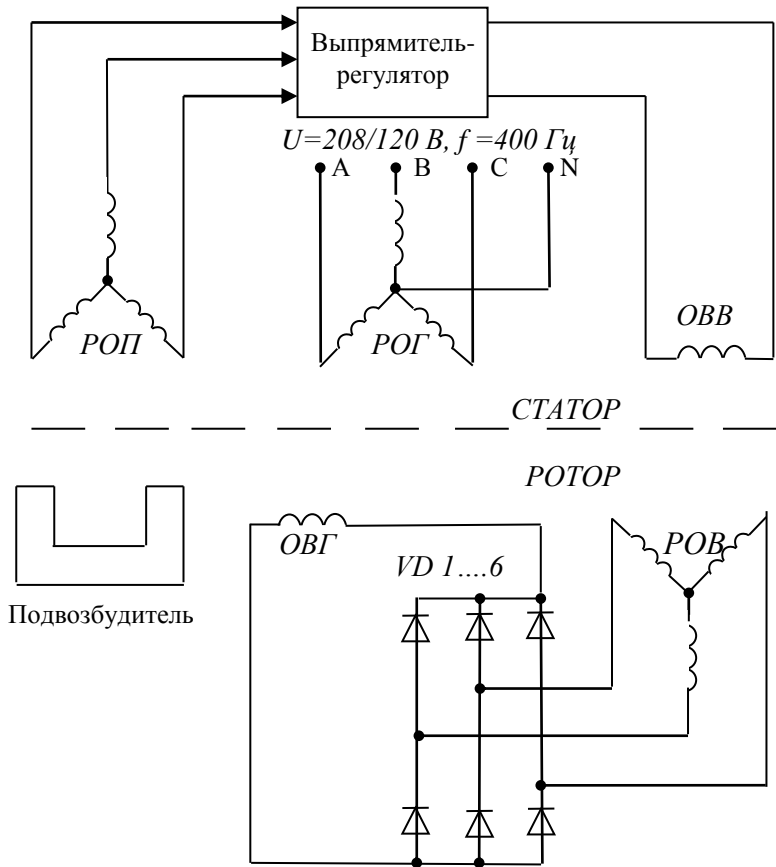 Выпрямитель-
регулятор
U=208/120 В, f =400 Гц
A B C N
РОП
РОГ
ОВВ
СТАТОР
РОТОР
ОВГ
РОВ
VD 1....6
Подвозбудитель